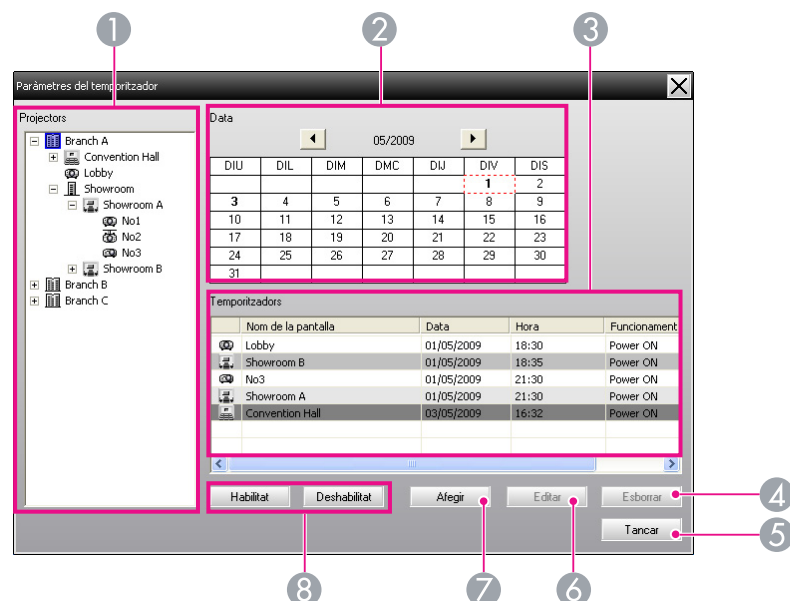 1 2 3
Paràmetres del temporitzador
Projectors
Branch A
Convention Hall
Lobby
Showroom
Showroom A
No1
No2
No3
Showroom B
Branch B
Branch C
Data
05/2009
DIU DIL DIM DMC DIJ DIV DIS
1 2
3 4 5 6 7 8 9
10 11 12 13 14 15 16
17 18 19 20 21 22 23
24 25 26 27 28 29 30
31
Temporitzadors
Nom de la pantalla Data Hora Funcionament
Lobby 01/05/2009 18:30 Power ON
Showroom B 01/05/2009 18:35 Power ON
No3 01/05/2009 21:30 Power ON
Showroom A 01/05/2009 21:30 Power ON
Convention Hall 03/05/2009 16:32 Power ON
Habilitat Deshabilitat Afegir Editar Esborrar 4
Tancar 5
8 7 6